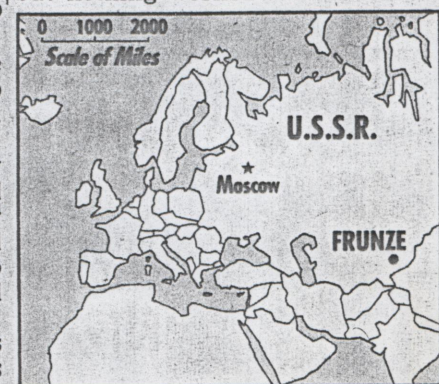 0 1000 2000
Scale of Miles
U.S.S.R.
Moscow
FRUNZE